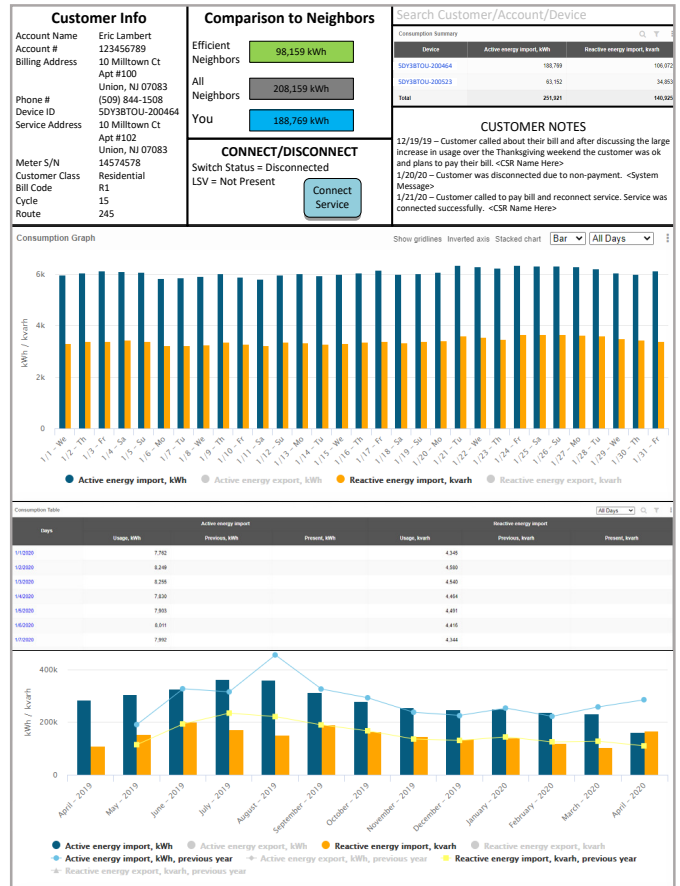 Customer Info
Account Name Eric Lambert
Account # 123456789
Billing Address 10 Milltown Ct
Apt #100
Union, NJ 07083
Phone # (509) 844-1508
Device ID 5DY3BTOU-200464
Service Address 10 Milltown Ct
Apt #102
Union, NJ 07083
Meter S/N 14574578
Customer Class Residential
Bill Code R1
Cycle 15
Route 245
Comparison to Neighbors
Efficient Neighbors 98,159 kWh
All Neighbors 208,159 kWh
You 188,769 kWh
CONNECT/DISCONNECT
Switch Status = Disconnected
LSV = Not Present
Connect
Service
Search Customer/Account/Device
Consumption Summary
Device Active energy import, kWh Reactive energy import, kvarh
5DY3BTOU-200464 188,769 106,072
5DY3BTOU-200523 63,152 34,853
Total 251,921 140,925
CUSTOMER NOTES
12/19/19 – Customer called about their bill and after discussing the large
increase in usage over the Thanksgiving weekend the customer was ok
and plans to pay their bill. <CSR Name Here>
1/20/20 – Customer was disconnected due to non-payment. <System
Message>
1/21/20 – Customer called to pay bill and reconnect service. Service was
connected successfully. <CSR Name Here>
Consumption Graph
Show gridlines Inverted axis Stacked chart Bar All Days
kWh / kvarh
6k
4k
2k
0
1/1 - We 1/2 - Th 1/3 - Fr 1/4 - Sa 1/5 - Su 1/6 - Mo 1/7 - Tu 1/8 - We 1/9 - Th 1/10 - Fr 1/11 - Sa 1/12 - Su 1/13 - Mo 1/14 - Tu 1/15 - We 1/16 - Th 1/17 - Fr 1/18 - Sa 1/19 - Su 1/20 - Mo 1/21 - Tu 1/22 - We 1/23 - Th 1/24 - Fr 1/25 - Sa 1/26 - Su 1/27 - Mo 1/28 - Tu 1/29 - We 1/30 - Th 1/31 - Fr
Active energy import, kWh Active energy export, kWh Reactive energy import, kvarh Reactive energy export, kvarh
Consumption Table All Days
Days Active energy import Reactive energy import
Usage, kWh Previous, kWh Present, kWh Usage, kvarh Previous, kvarh Present, kvarh
1/1/2020 7,762 4,348
1/2/2020 8,249 4,560
1/3/2020 8,255 4,540
1/4/2020 7,830 4,464
1/5/2020 7,903 4,491
1/6/2020 8,011 4,416
1/7/2020 7,992 4,344
kWh / kvarh
400k
200k
0
April - 2019 May - 2019 June - 2019 July - 2019 August - 2019 September - 2019 October - 2019 November - 2019 December - 2019 January - 2020 February - 2020 March - 2020 April - 2020
Active energy import, kWh Active energy export, kWh Reactive energy import, kvarh Reactive energy export, kvarh
Active energy import, kWh, previous year Active energy export, kWh, previous year Reactive energy import, kvarh, previous year
Reactive energy export, kvarh, previous year